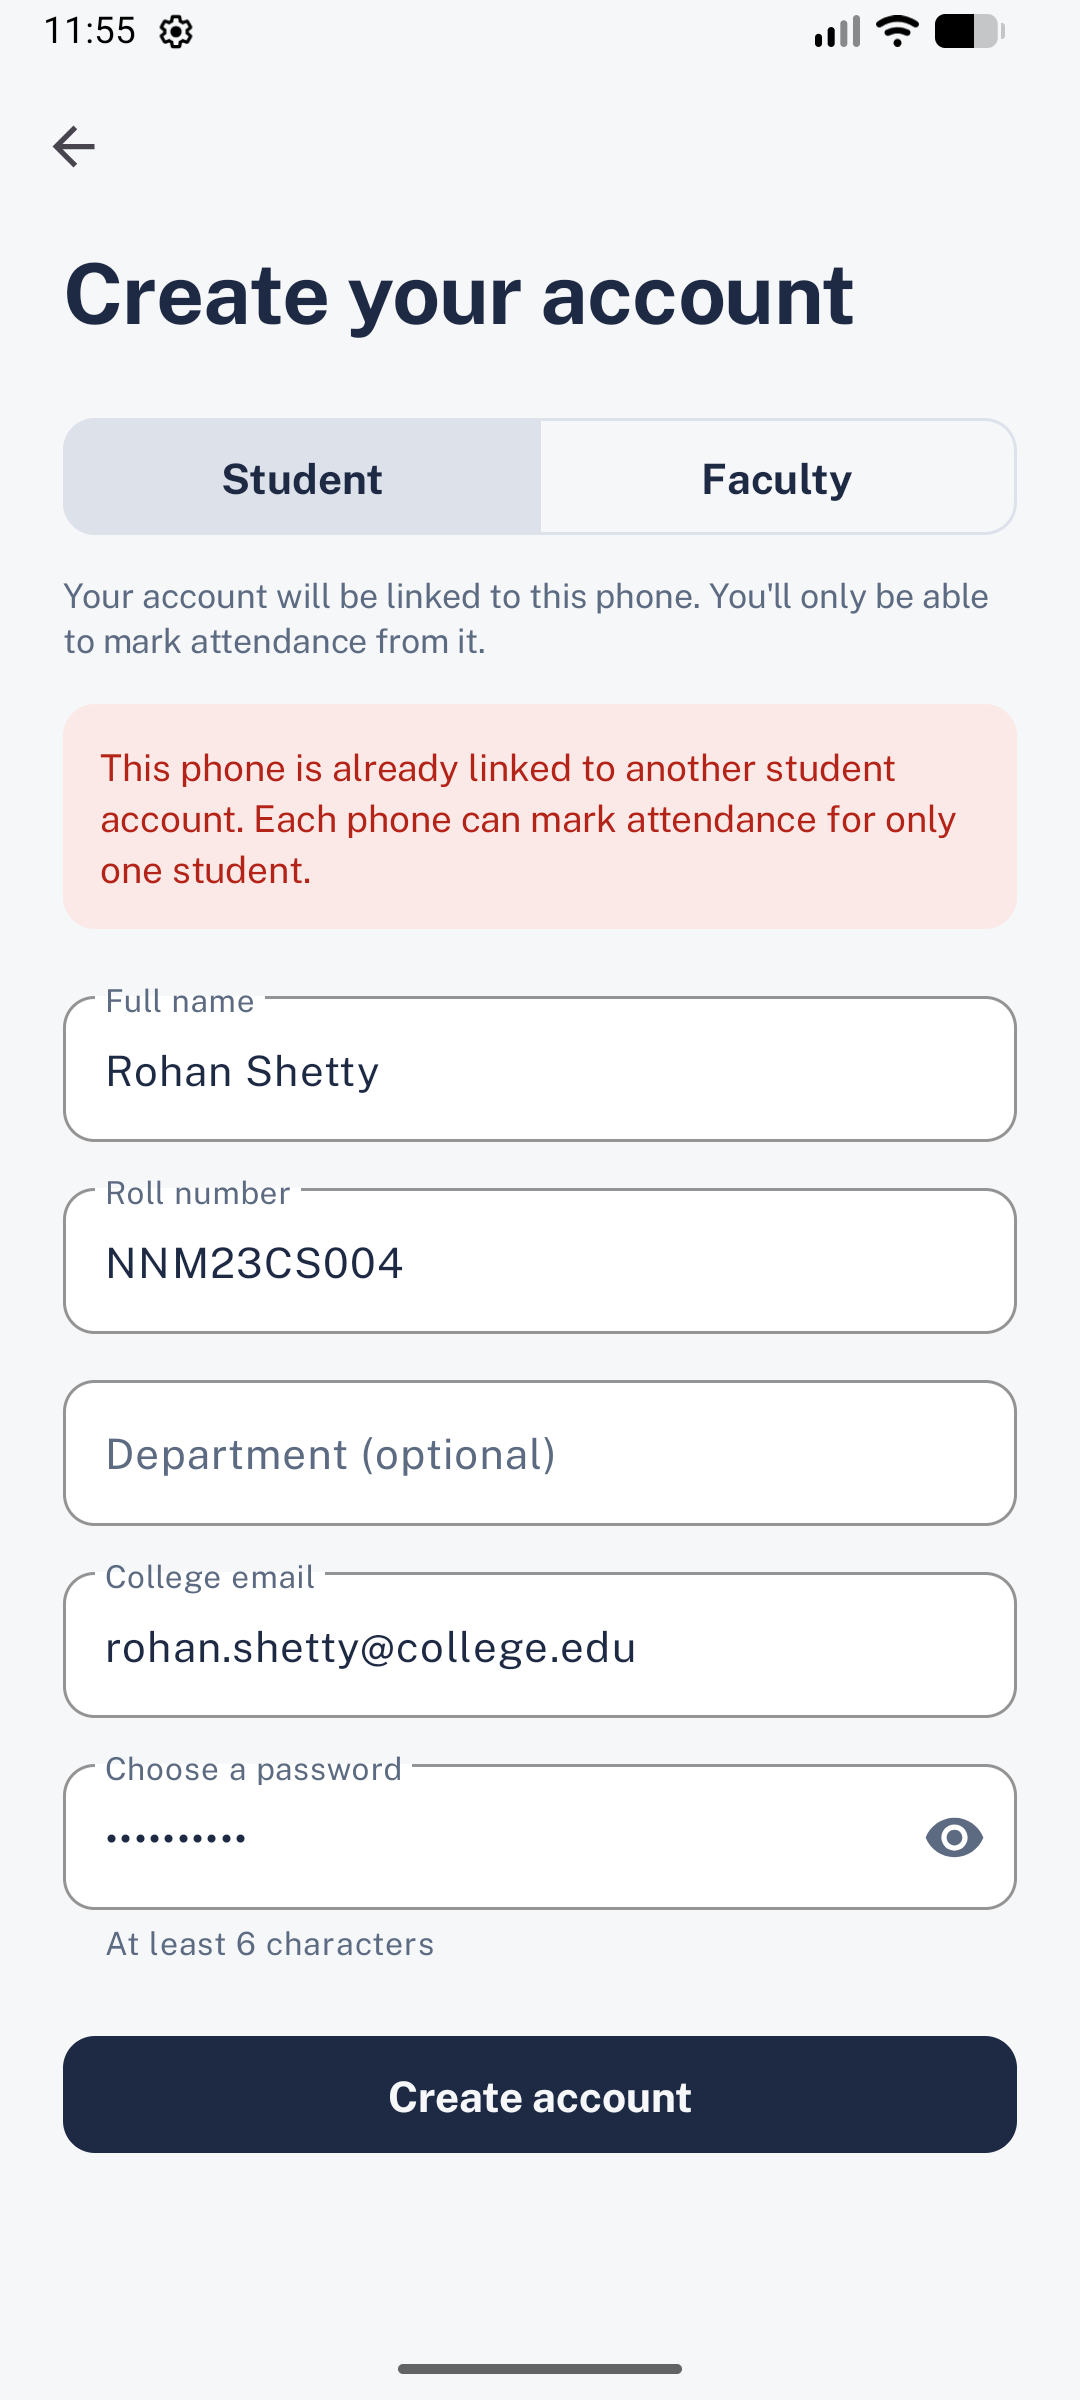 11:55
Create your account
Student
Faculty
Your account will be linked to this phone. You'll only be able
to mark attendance from it.
This phone is already linked to another student
account. Each phone can mark attendance for only
one student.
Full name
Rohan Shetty
Roll number
NNM23CS004
Department (optional)
College email
rohan.shetty@college.edu
Choose a password
••••••••••
At least 6 characters
Create account